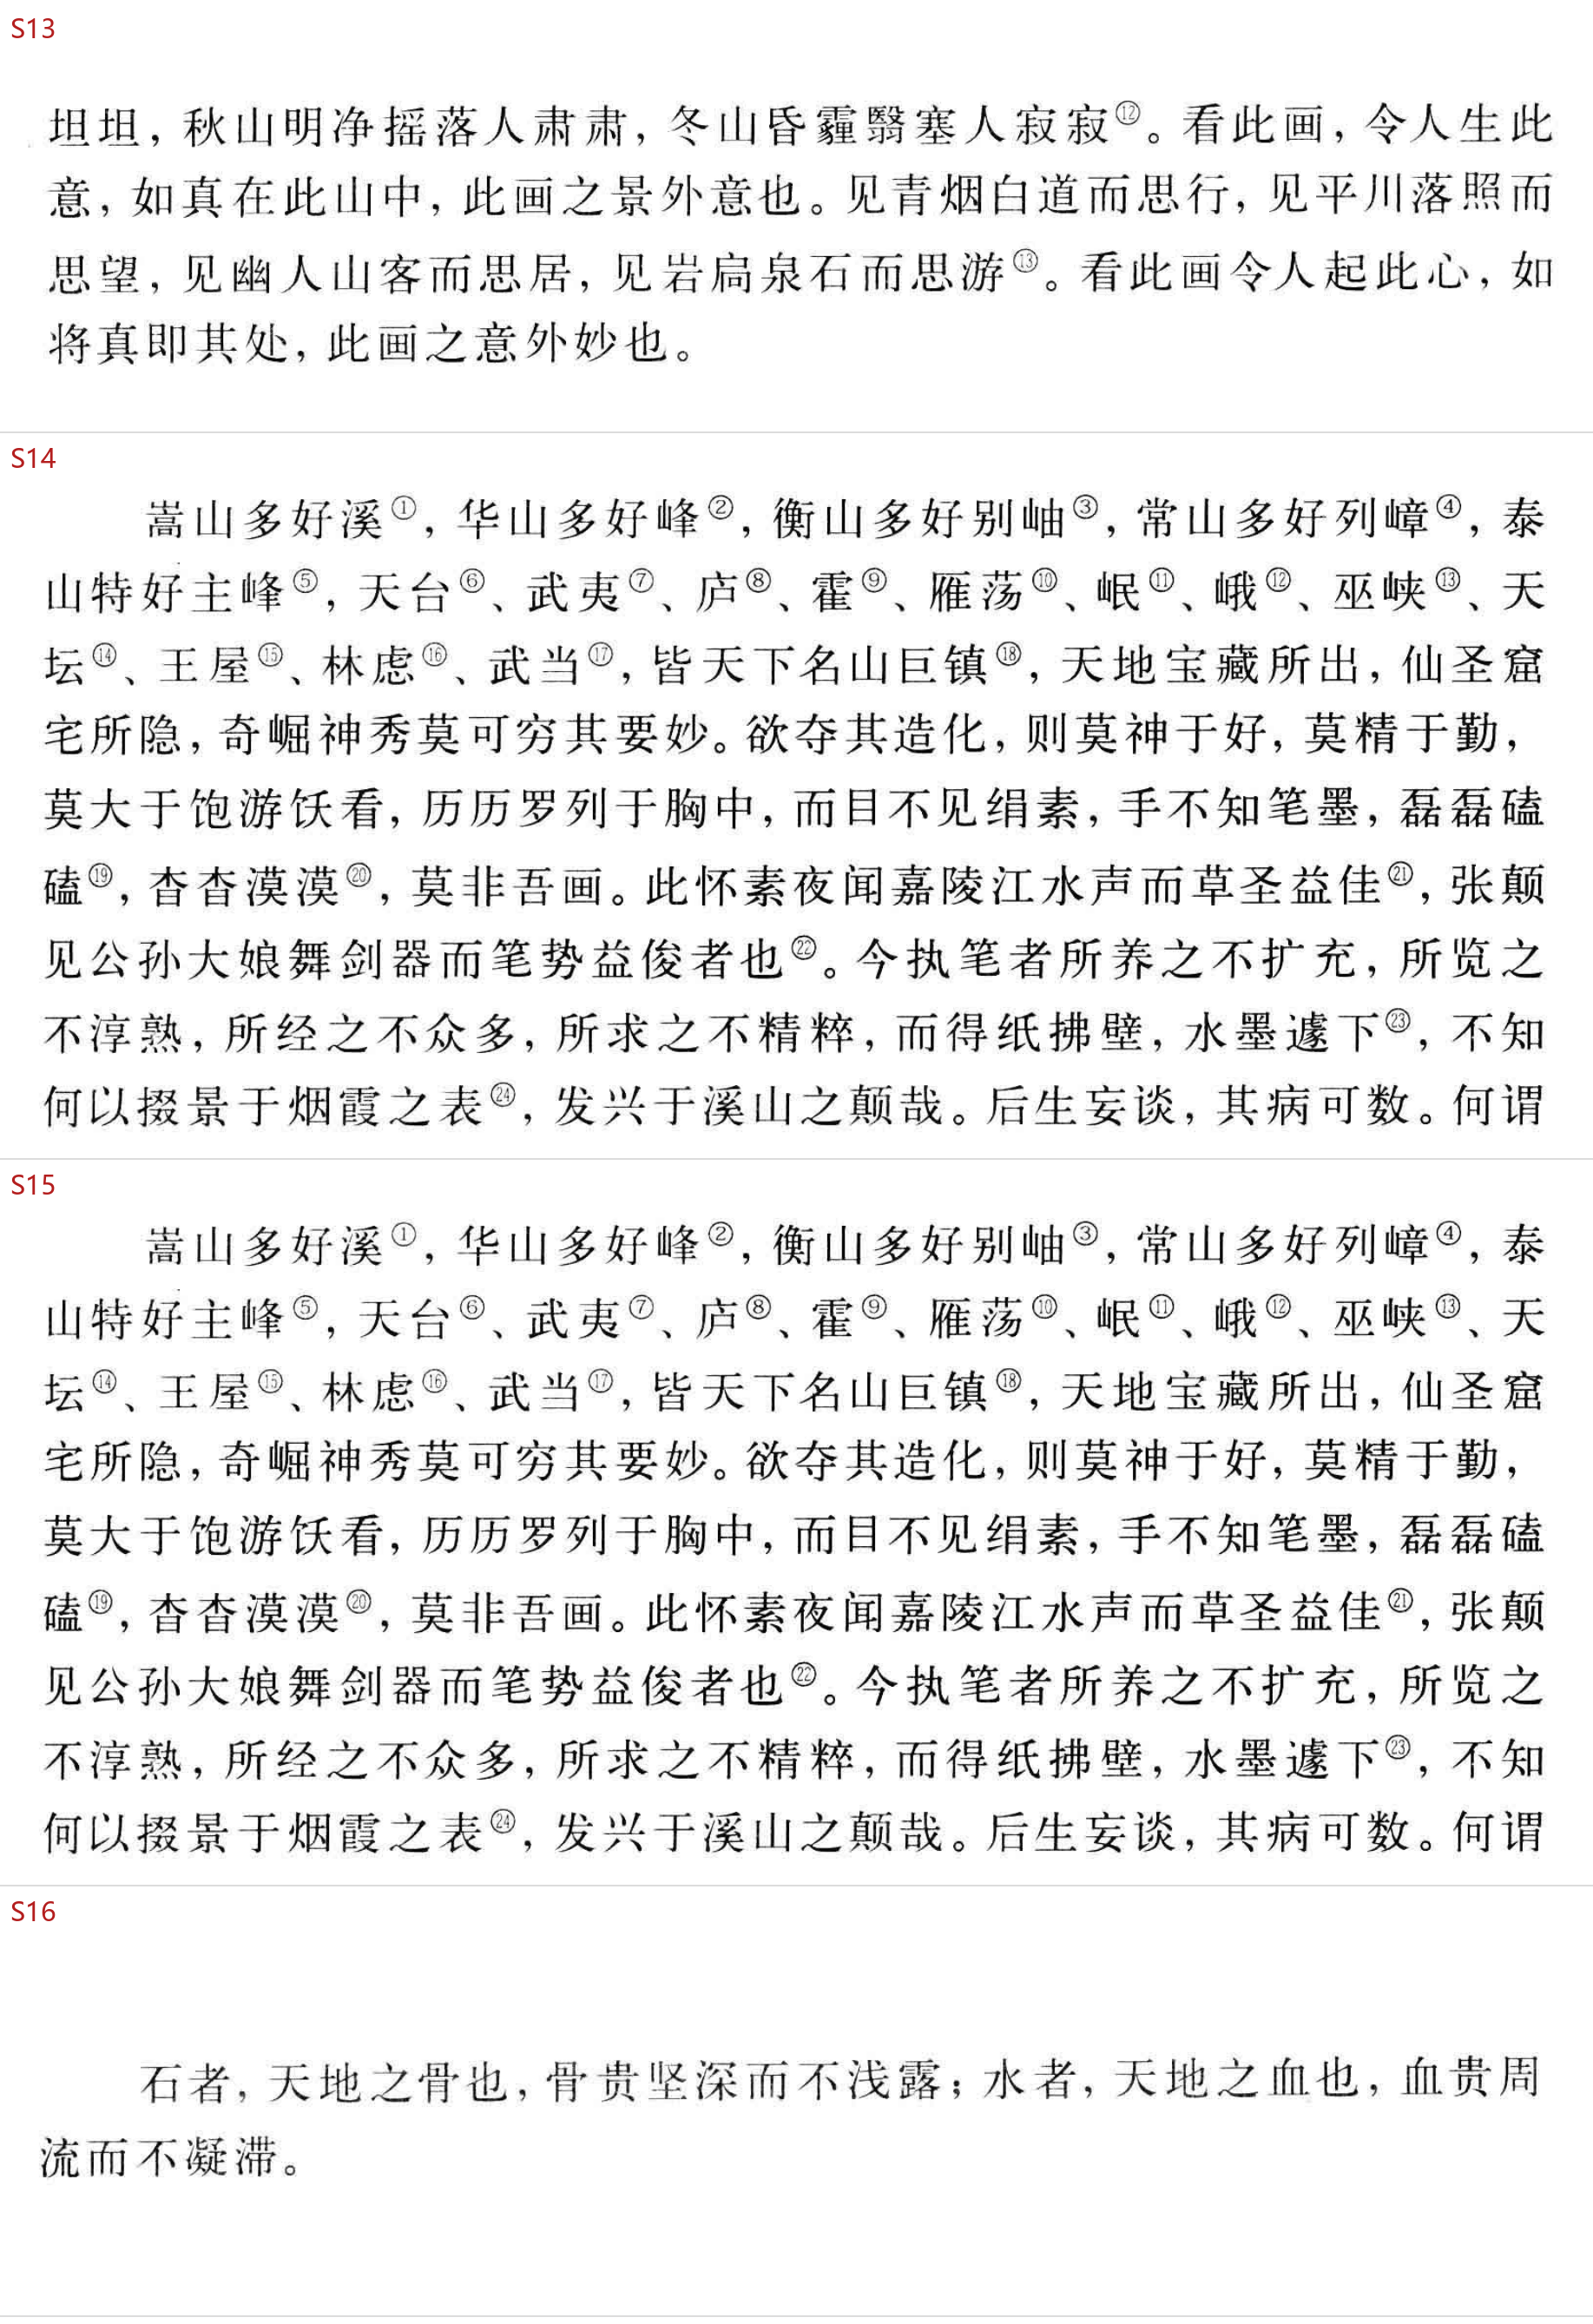 S13
坦坦，秋山明净摇落人肃肃，冬山昏霾翳塞人寂寂⑫。看此画，令人生此
意，如真在此山中，此画之景外意也。见青烟白道而思行，见平川落照而
思望，见幽人山客而思居，见岩扃泉石而思游⑬。看此画令人起此心，如
将真即其处，此画之意外妙也。
S14
嵩山多好溪①，华山多好峰②，衡山多好别岫③，常山多好列嶂④，泰
山特好主峰⑤，天台⑥、武夷⑦、庐⑧、霍⑨、雁荡⑩、岷⑪、峨⑫、巫峡⑬、天
坛⑭、王屋⑮、林虑⑯、武当⑰，皆天下名山巨镇⑱，天地宝藏所出，仙圣窟
宅所隐，奇崛神秀莫可穷其要妙。欲夺其造化，则莫神于好，莫精于勤，
莫大于饱游饫看，历历罗列于胸中，而目不见绢素，手不知笔墨，磊磊磕
磕⑲，杳杳漠漠⑳，莫非吾画。此怀素夜闻嘉陵江水声而草圣益佳㉑，张颠
见公孙大娘舞剑器而笔势益俊者也㉒。今执笔者所养之不扩充，所览之
不淳熟，所经之不众多，所求之不精粹，而得纸拂壁，水墨遽下㉓，不知
何以掇景于烟霞之表㉔，发兴于溪山之颠哉。后生妄谈，其病可数。何谓
S15
嵩山多好溪①，华山多好峰②，衡山多好别岫③，常山多好列嶂④，泰
山特好主峰⑤，天台⑥、武夷⑦、庐⑧、霍⑨、雁荡⑩、岷⑪、峨⑫、巫峡⑬、天
坛⑭、王屋⑮、林虑⑯、武当⑰，皆天下名山巨镇⑱，天地宝藏所出，仙圣窟
宅所隐，奇崛神秀莫可穷其要妙。欲夺其造化，则莫神于好，莫精于勤，
莫大于饱游饫看，历历罗列于胸中，而目不见绢素，手不知笔墨，磊磊磕
磕⑲，杳杳漠漠⑳，莫非吾画。此怀素夜闻嘉陵江水声而草圣益佳㉑，张颠
见公孙大娘舞剑器而笔势益俊者也㉒。今执笔者所养之不扩充，所览之
不淳熟，所经之不众多，所求之不精粹，而得纸拂壁，水墨遽下㉓，不知
何以掇景于烟霞之表㉔，发兴于溪山之颠哉。后生妄谈，其病可数。何谓
S16
石者，天地之骨也，骨贵坚深而不浅露；水者，天地之血也，血贵周
流而不凝滞。